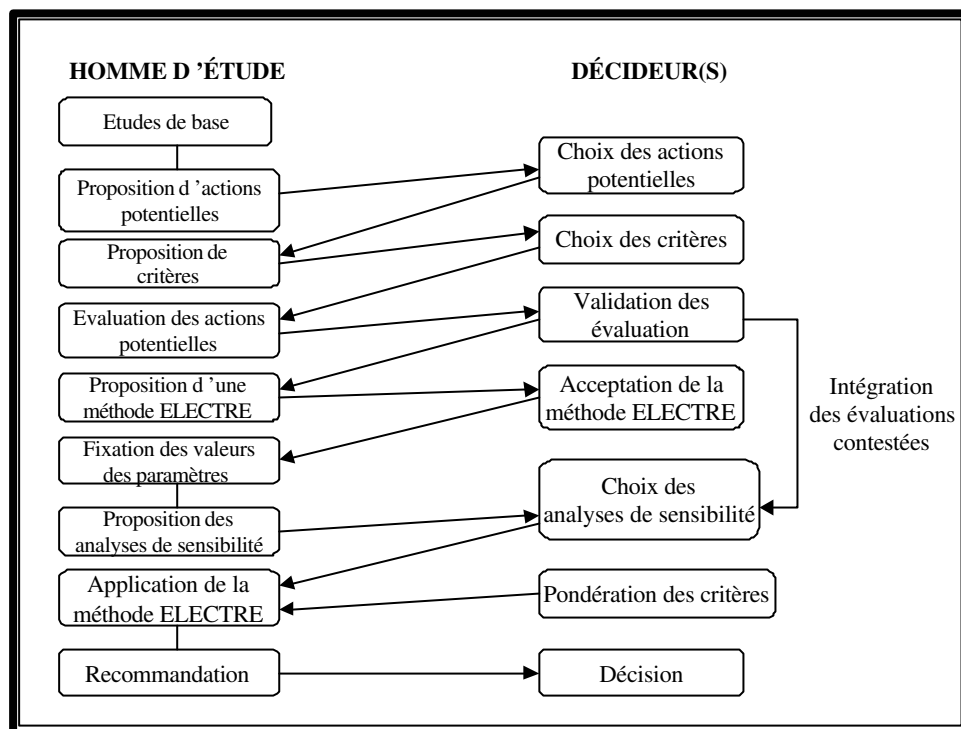 HOMME D ’ÉTUDE
DÉCIDEUR(S)
Etudes de base
Proposition d ’actions
potentielles
Choix des actions
potentielles
Proposition de
critères
Choix des critères
Evaluation des actions
potentielles
Validation des
évaluation
Proposition d ’une
méthode ELECTRE
Acceptation de la
méthode ELECTRE
Intégration
des évaluations
contestées
Fixation des valeurs
des paramètres
Proposition des
analyses de sensibilité
Choix des
analyses de sensibilité
Application de la
méthode ELECTRE
Pondération des critères
Recommandation
Décision